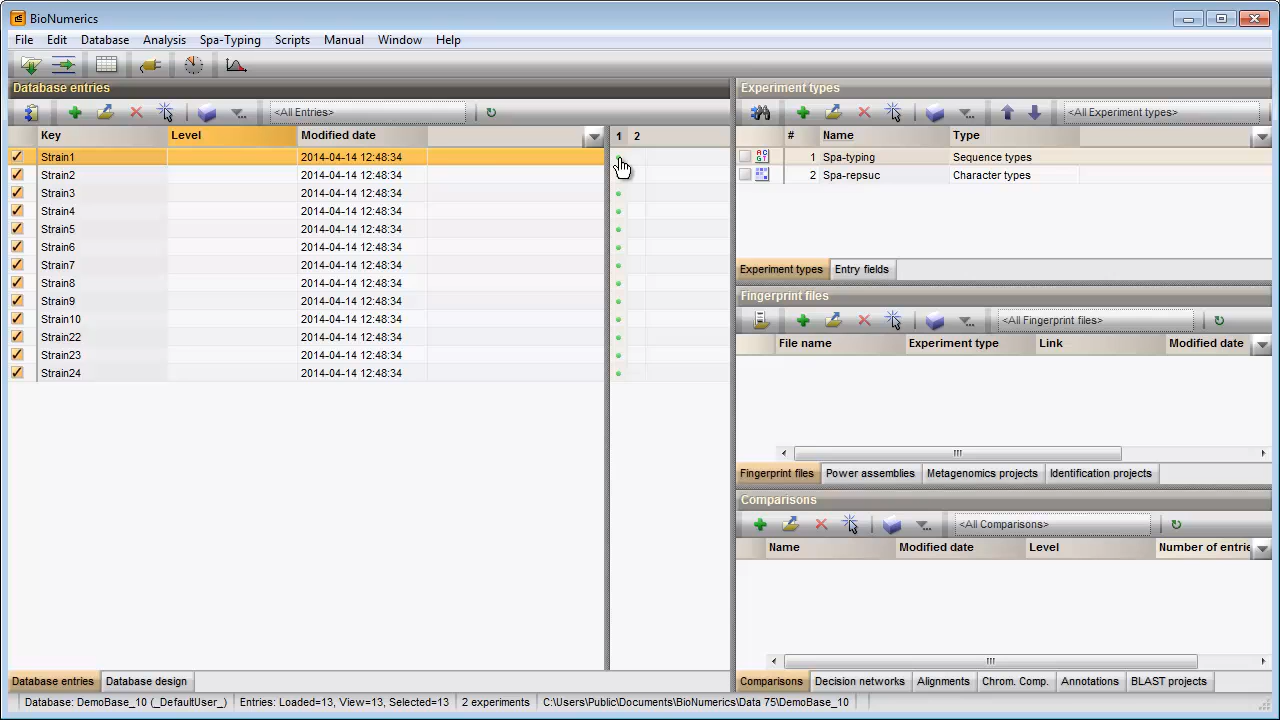 BioNumerics
File Edit Database Analysis Spa-Typing Scripts Manual Window Help
Database entries
<All Entries>
Key Level Modified date 1 2
Strain1 2014-04-14 12:48:34
Strain2 2014-04-14 12:48:34
Strain3 2014-04-14 12:48:34
Strain4 2014-04-14 12:48:34
Strain5 2014-04-14 12:48:34
Strain6 2014-04-14 12:48:34
Strain7 2014-04-14 12:48:34
Strain8 2014-04-14 12:48:34
Strain9 2014-04-14 12:48:34
Strain10 2014-04-14 12:48:34
Strain22 2014-04-14 12:48:34
Strain23 2014-04-14 12:48:34
Strain24 2014-04-14 12:48:34
Database entries Database design
Experiment types
<All Experiment types>
# Name Type
1 Spa-typing Sequence types
2 Spa-repsuc Character types
Experiment types Entry fields
Fingerprint files
<All Fingerprint files>
File name Experiment type Link Modified date
Fingerprint files Power assemblies Metagenomics projects Identification projects
Comparisons
<All Comparisons>
Name Modified date Level Number of entrie
Comparisons Decision networks Alignments Chrom. Comp. Annotations BLAST projects
Database: DemoBase_10 (_DefaultUser_) Entries: Loaded=13, View=13, Selected=13 2 experiments C:\Users\Public\Documents\BioNumerics\Data 75\DemoBase_10